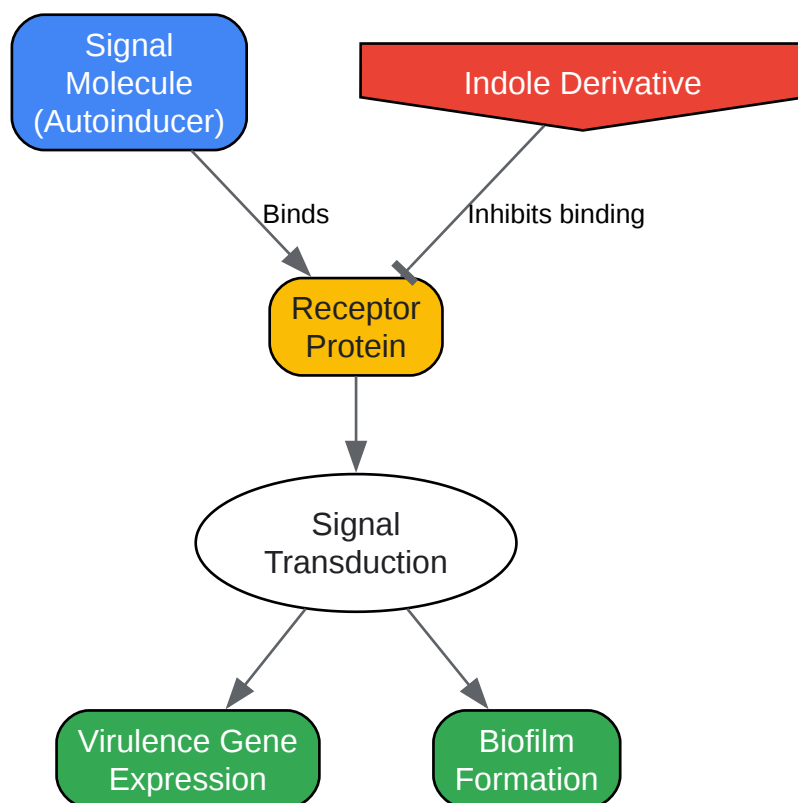 Signal
Molecule
(Autoinducer)
Indole Derivative
Binds
Inhibits binding
Receptor
Protein
Signal
Transduction
Virulence Gene
Expression
Biofilm
Formation